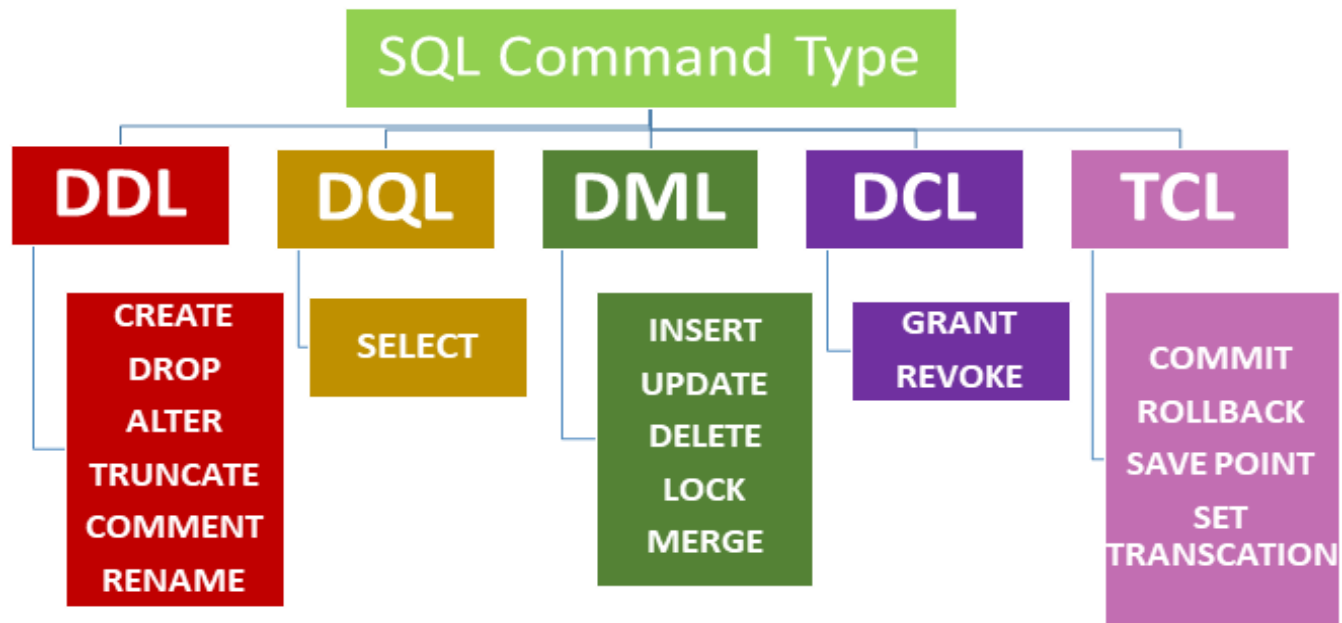 SQL Command Type
DDL
DQL
DML
DCL
TCL
CREATE
DROP
ALTER
TRUNCATE
COMMENT
RENAME
SELECT
INSERT
UPDATE
DELETE
LOCK
MERGE
GRANT
REVOKE
COMMIT
ROLLBACK
SAVE POINT
SET
TRANSCATION